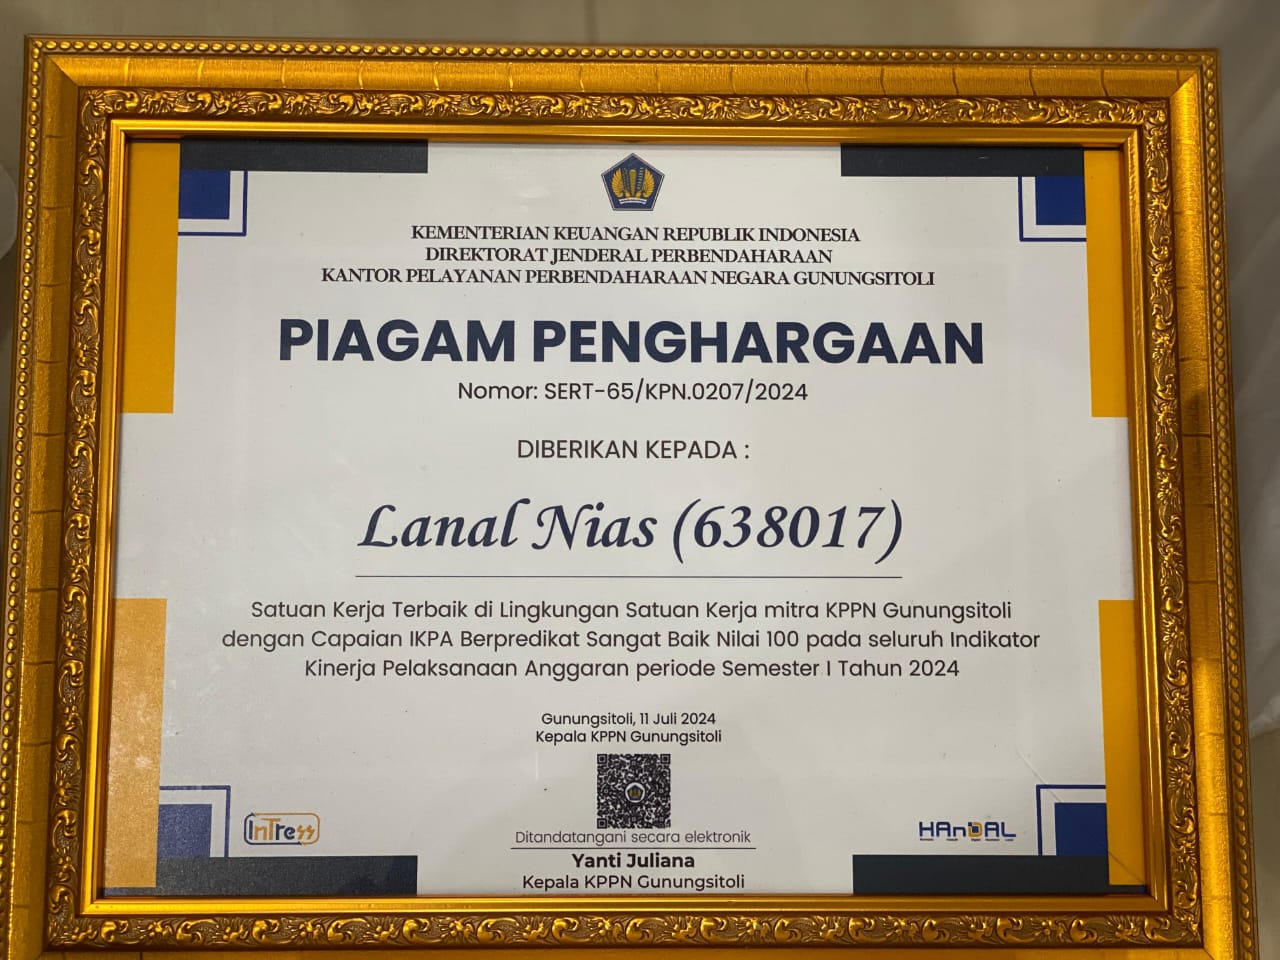 KEMENTERIAN KEUANGAN REPUBLIK INDONESIA
DIREKTORAT JENDERAL PERBENDAHARAAN
KANTOR PELAYANAN PERBENDAHARAAN NEGARA GUNUNGSITOLI
PIAGAM PENGHARGAAN
Nomor: SERT-65/KPN.0207/2024
DIBERIKAN KEPADA :
Lanal Nias (638017)
Satuan Kerja Terbaik di Lingkungan Satuan Kerja mitra KPPN Gunungsitoli
dengan Capaian IKPA Berpredikat Sangat Baik Nilai 100 pada seluruh Indikator
Kinerja Pelaksanaan Anggaran periode Semester I Tahun 2024
Gunungsitoli, 11 Juli 2024
Kepala KPPN Gunungsitoli
Ditandatangani secara elektronik
Yanti Juliana
Kepala KPPN Gunungsitoli
InTress
HAnDAL